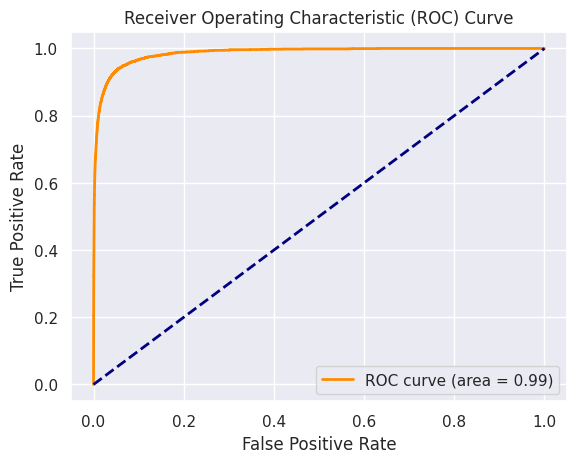 Receiver Operating Characteristic (ROC) Curve
1.0
0.8
0.6
0.4
0.2
0.0
True Positive Rate
ROC curve (area = 0.99)
0.0 0.2 0.4 0.6 0.8 1.0
False Positive Rate